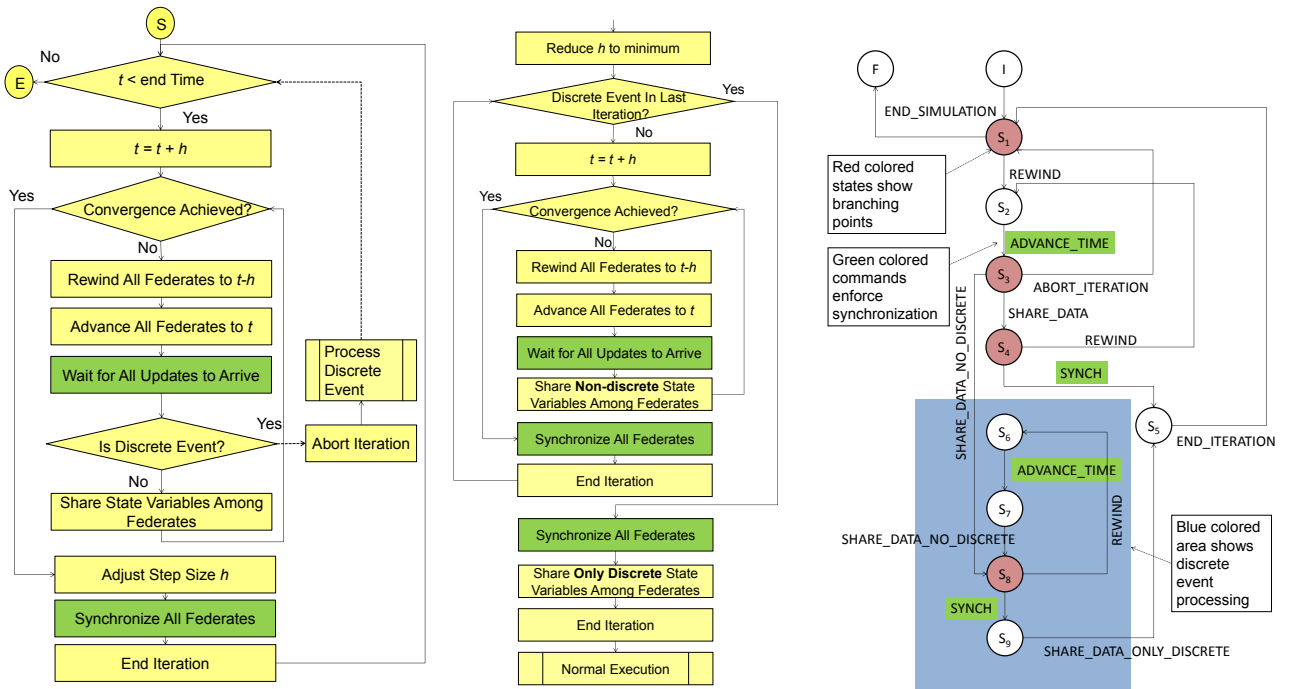 S
No
E
t < end Time
Yes
t = t + h
Yes
Convergence Achieved?
No
Rewind All Federates to t-h
Advance All Federates to t
Wait for All Updates to Arrive
Process
Discrete
Event
Yes
Is Discrete Event?
Abort Iteration
No
Share State Variables Among
Federates
Adjust Step Size h
Synchronize All Federates
End Iteration
Reduce h to minimum
Yes
Discrete Event In Last
Iteration?
No
t = t + h
Yes
Convergence Achieved?
No
Rewind All Federates to t-h
Advance All Federates to t
Wait for All Updates to Arrive
Share Non-discrete State
Variables Among Federates
Synchronize All Federates
End Iteration
Synchronize All Federates
Share Only Discrete State
Variables Among Federates
End Iteration
Normal Execution
F
I
END_SIMULATION
S1
Red colored
states show
branching
points
REWIND
S2
ADVANCE_TIME
Green colored
commands
enforce
synchronization
S3
ABORT_ITERATION
SHARE_DATA
S4
REWIND
SYNCH
SHARE_DATA_NO_DISCRETE
S5
END_ITERATION
S6
ADVANCE_TIME
S7
REWIND
SHARE_DATA_NO_DISCRETE
Blue colored
area shows
discrete
event
processing
S8
SYNCH
S9
SHARE_DATA_ONLY_DISCRETE